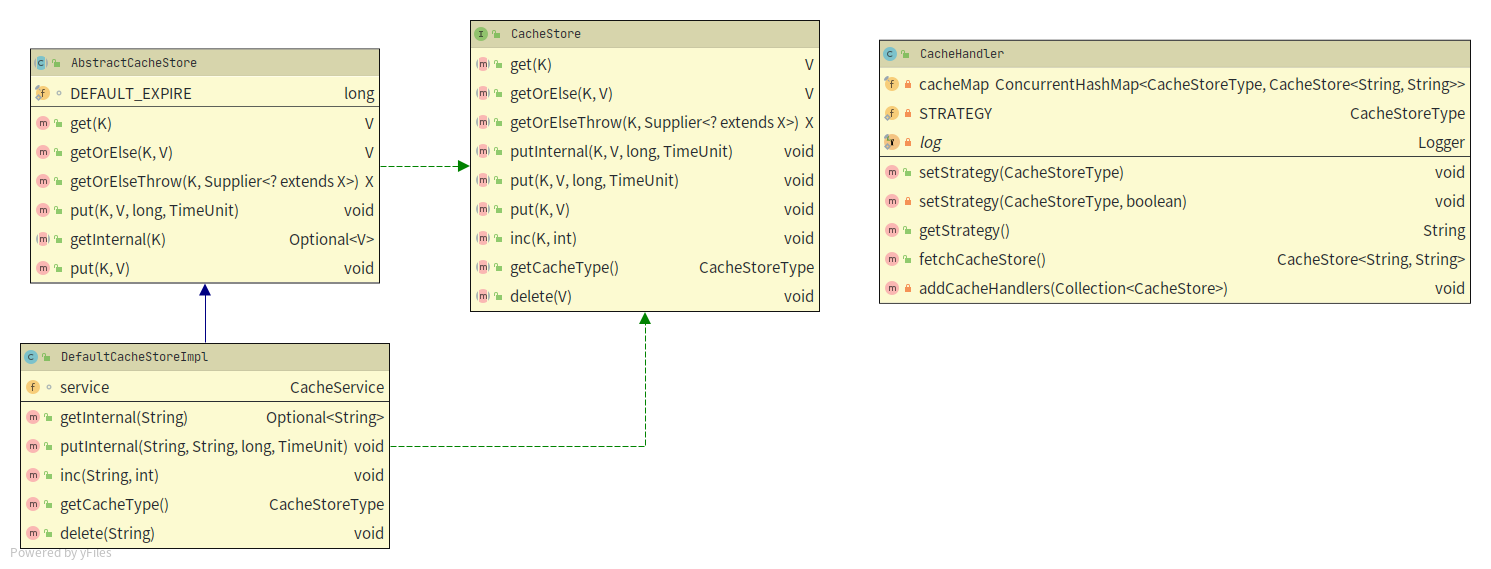 AbstractCacheStore
DEFAULT_EXPIRE long
get(K) V
getOrElse(K, V) V
getOrElseThrow(K, Supplier<? extends X>) X
put(K, V, long, TimeUnit) void
getInternal(K) Optional<V>
put(K, V) void
CacheStore
get(K) V
getOrElse(K, V) V
getOrElseThrow(K, Supplier<? extends X>) X
putInternal(K, V, long, TimeUnit) void
put(K, V, long, TimeUnit) void
put(K, V) void
inc(K, int) void
getCacheType() CacheStoreType
delete(V) void
CacheHandler
cacheMap ConcurrentHashMap<CacheStoreType, CacheStore<String, String>>
STRATEGY CacheStoreType
log Logger
setStrategy(CacheStoreType) void
setStrategy(CacheStoreType, boolean) void
getStrategy() String
fetchCacheStore() CacheStore<String, String>
addCacheHandlers(Collection<CacheStore>) void
DefaultCacheStoreImpl
service CacheService
getInternal(String) Optional<String>
putInternal(String, String, long, TimeUnit) void
inc(String, int) void
getCacheType() CacheStoreType
delete(String) void
Powered by yFiles